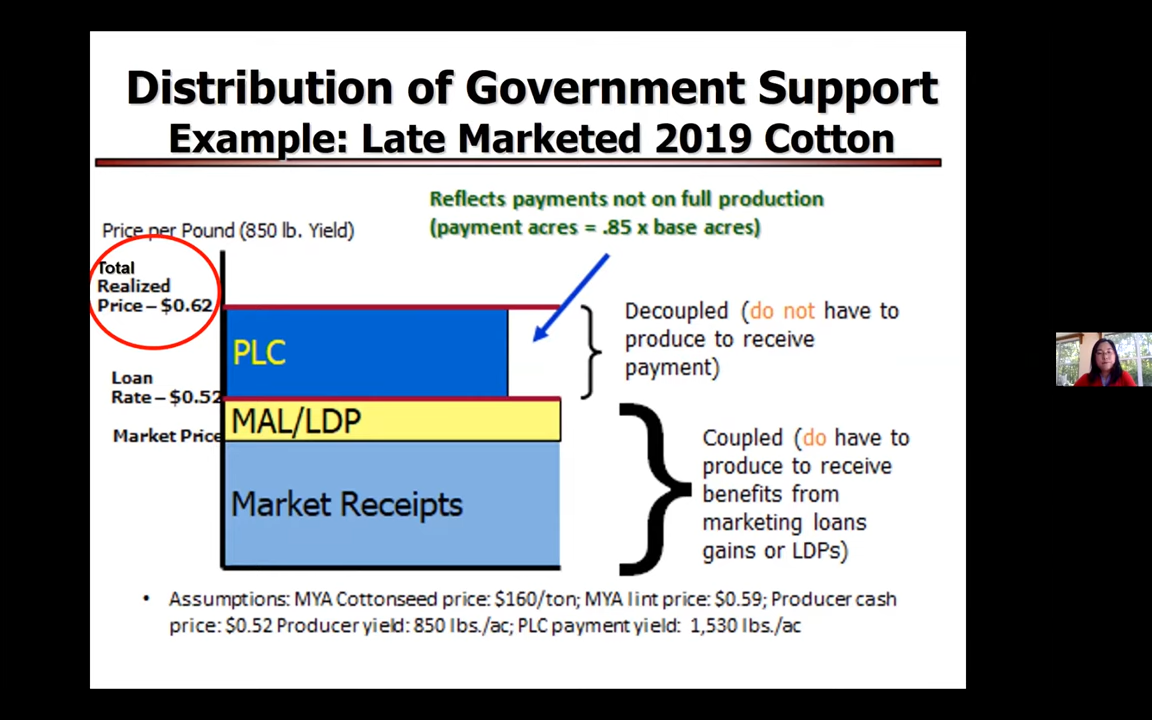 Distribution of Government Support
Example: Late Marketed 2019 Cotton
Reflects payments not on full production
(payment acres = .85 x base acres)
Price per Pound (850 lb. Yield)
Total
Realized
Price – $0.62
Loan
Rate – $0.52
Market Price
PLC
MAL/LDP
Market Receipts
Decoupled (do not have to
produce to receive
payment)
Coupled (do have to
produce to receive
benefits from
marketing loans
gains or LDPs)
• Assumptions: MYA Cottonseed price: $160/ton; MYA lint price: $0.59; Producer cash
price: $0.52 Producer yield: 850 lbs./ac; PLC payment yield: 1,530 lbs./ac